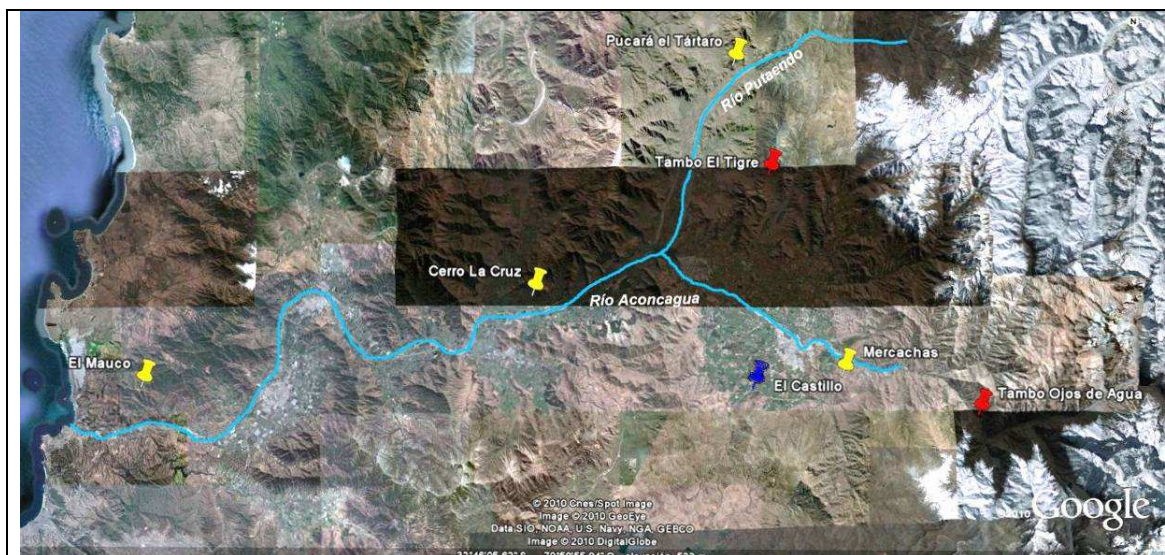 N
Pucará el Tártaro
Río Putaendo
Tambo El Tigre
Cerro La Cruz
Río Aconcagua
El Mauco
Mercachas
El Castillo
Tambo Ojos de Agua
© 2010 Cnes/Spot Image
Image © 2010 GeoEye
Data SIO, NOAA, U.S. Navy, NGA, GEBCO
Image © 2010 DigitalGlobe
©2010 Google